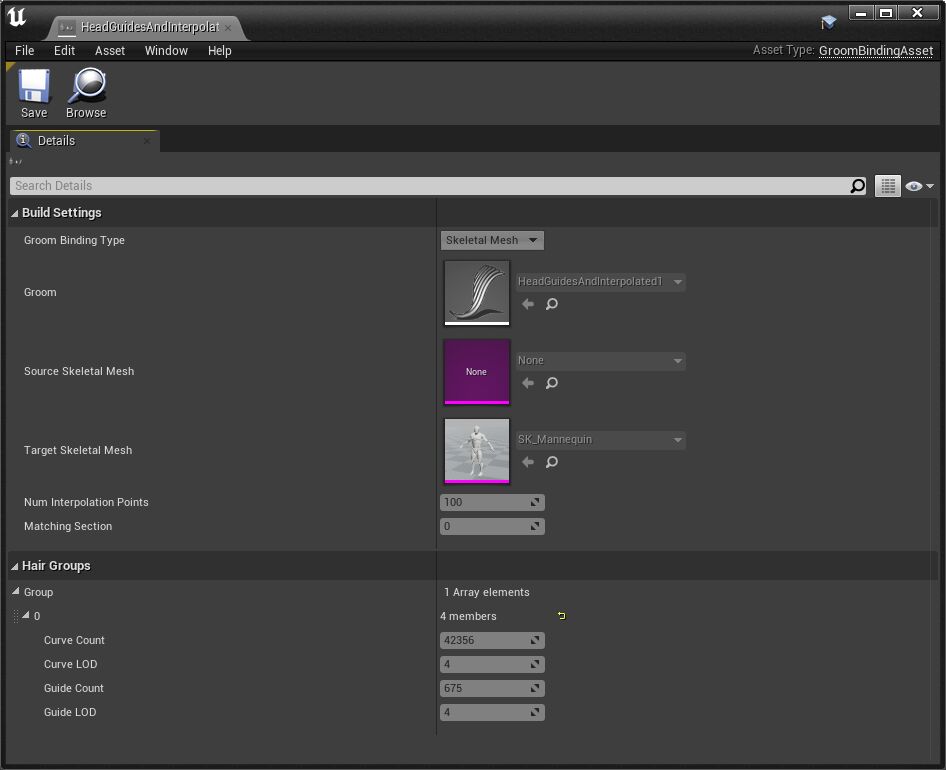 HeadGuidesAndInterpolat
File Edit Asset Window Help
Asset Type: GroomBindingAsset
Save Browse
Details
Search Details
Build Settings
Groom Binding Type Skeletal Mesh
Groom HeadGuidesAndInterpolated1
Source Skeletal Mesh None None
Target Skeletal Mesh SK_Mannequin
Num Interpolation Points 100
Matching Section 0
Hair Groups
Group 1 Array elements
0 4 members
Curve Count 42356
Curve LOD 4
Guide Count 675
Guide LOD 4